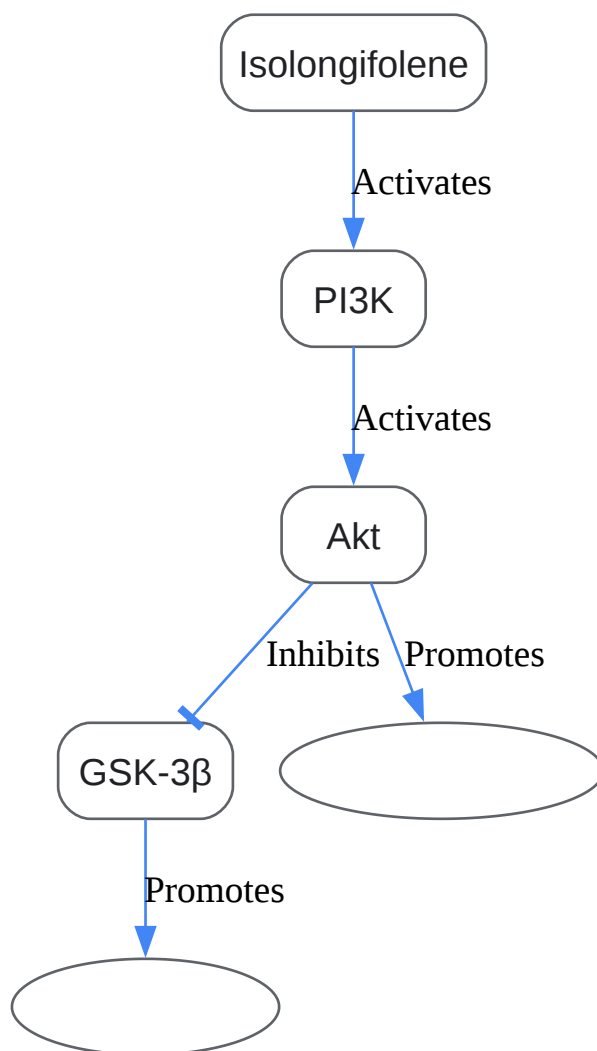 Isolongifolene
Activates
PI3K
Activates
Akt
Inhibits
Promotes
GSK-3β
Promotes